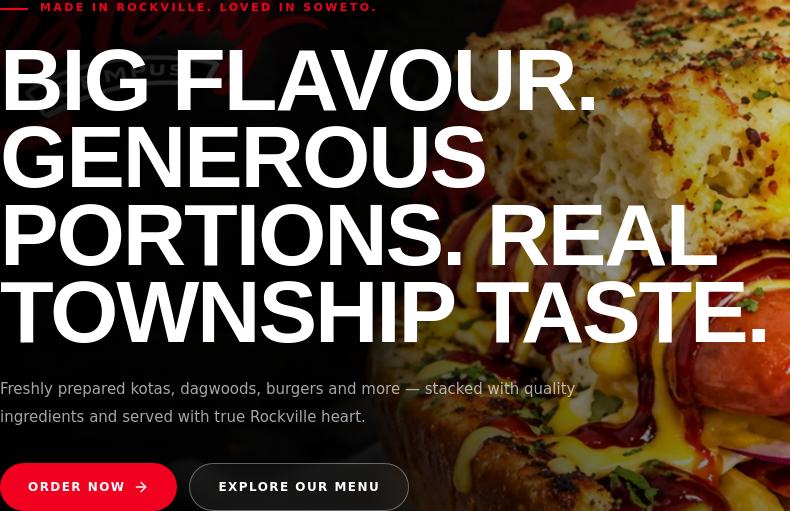 MADE IN ROCKVILLE. LOVED IN SOWETO.
BIG FLAVOUR.
GENEROUS
PORTIONS. REAL
TOWNSHIP TASTE.
Freshly prepared kotas, dagwoods, burgers and more — stacked with quality
ingredients and served with true Rockville heart.
ORDER NOW →
EXPLORE OUR MENU